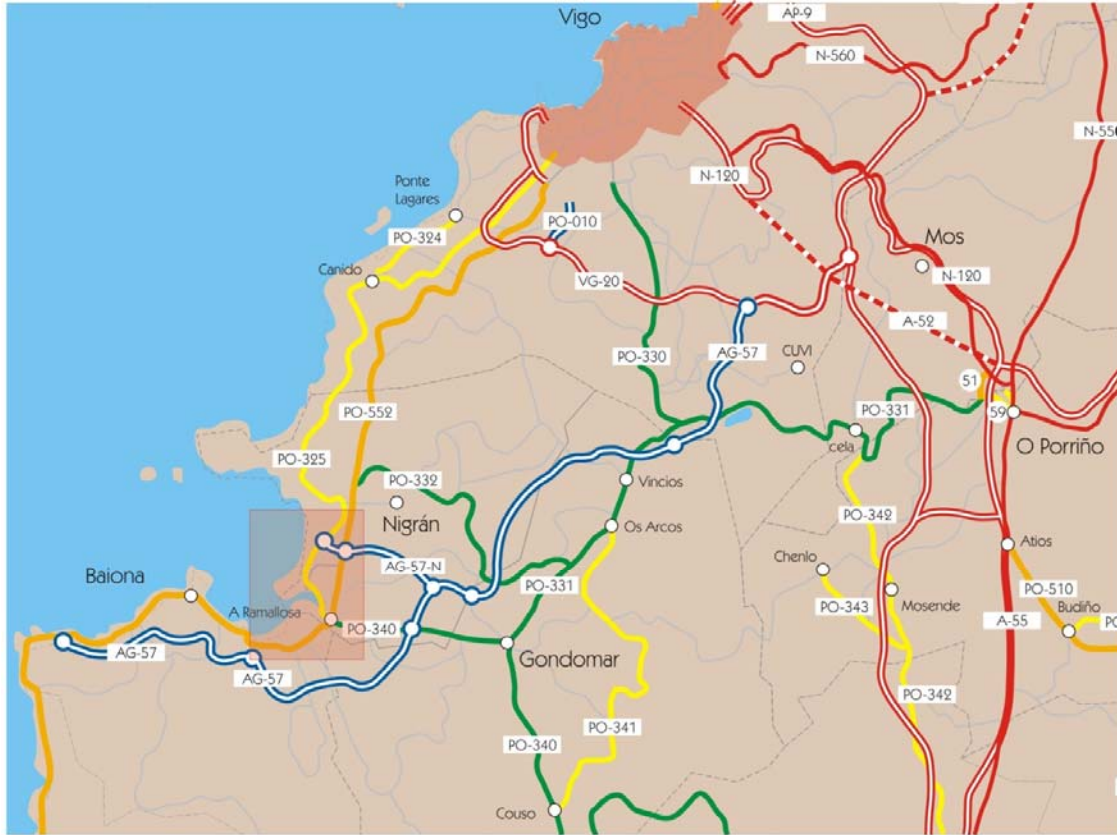 Vigo
AP-9
N-560
N-550
N-120
Ponte
Lagares
PO-324
PO-010
Mos
N-120
Canido
VG-20
A-52
PO-330
AG-57
CUVI
51
PO-552
PO-331
59
cela
O Porriño
PO-325
PO-332
Vincios
Nigrán
Os Arcos
PO-342
Atios
Chenlo
AG-57-N
Baiona
PO-331
PO-510
A Ramallosa
PO-343
Mosende
Budiño
PO-340
A-55
Gondomar
AG-57
AG-57
PO-342
PO-341
PO-340
Couso